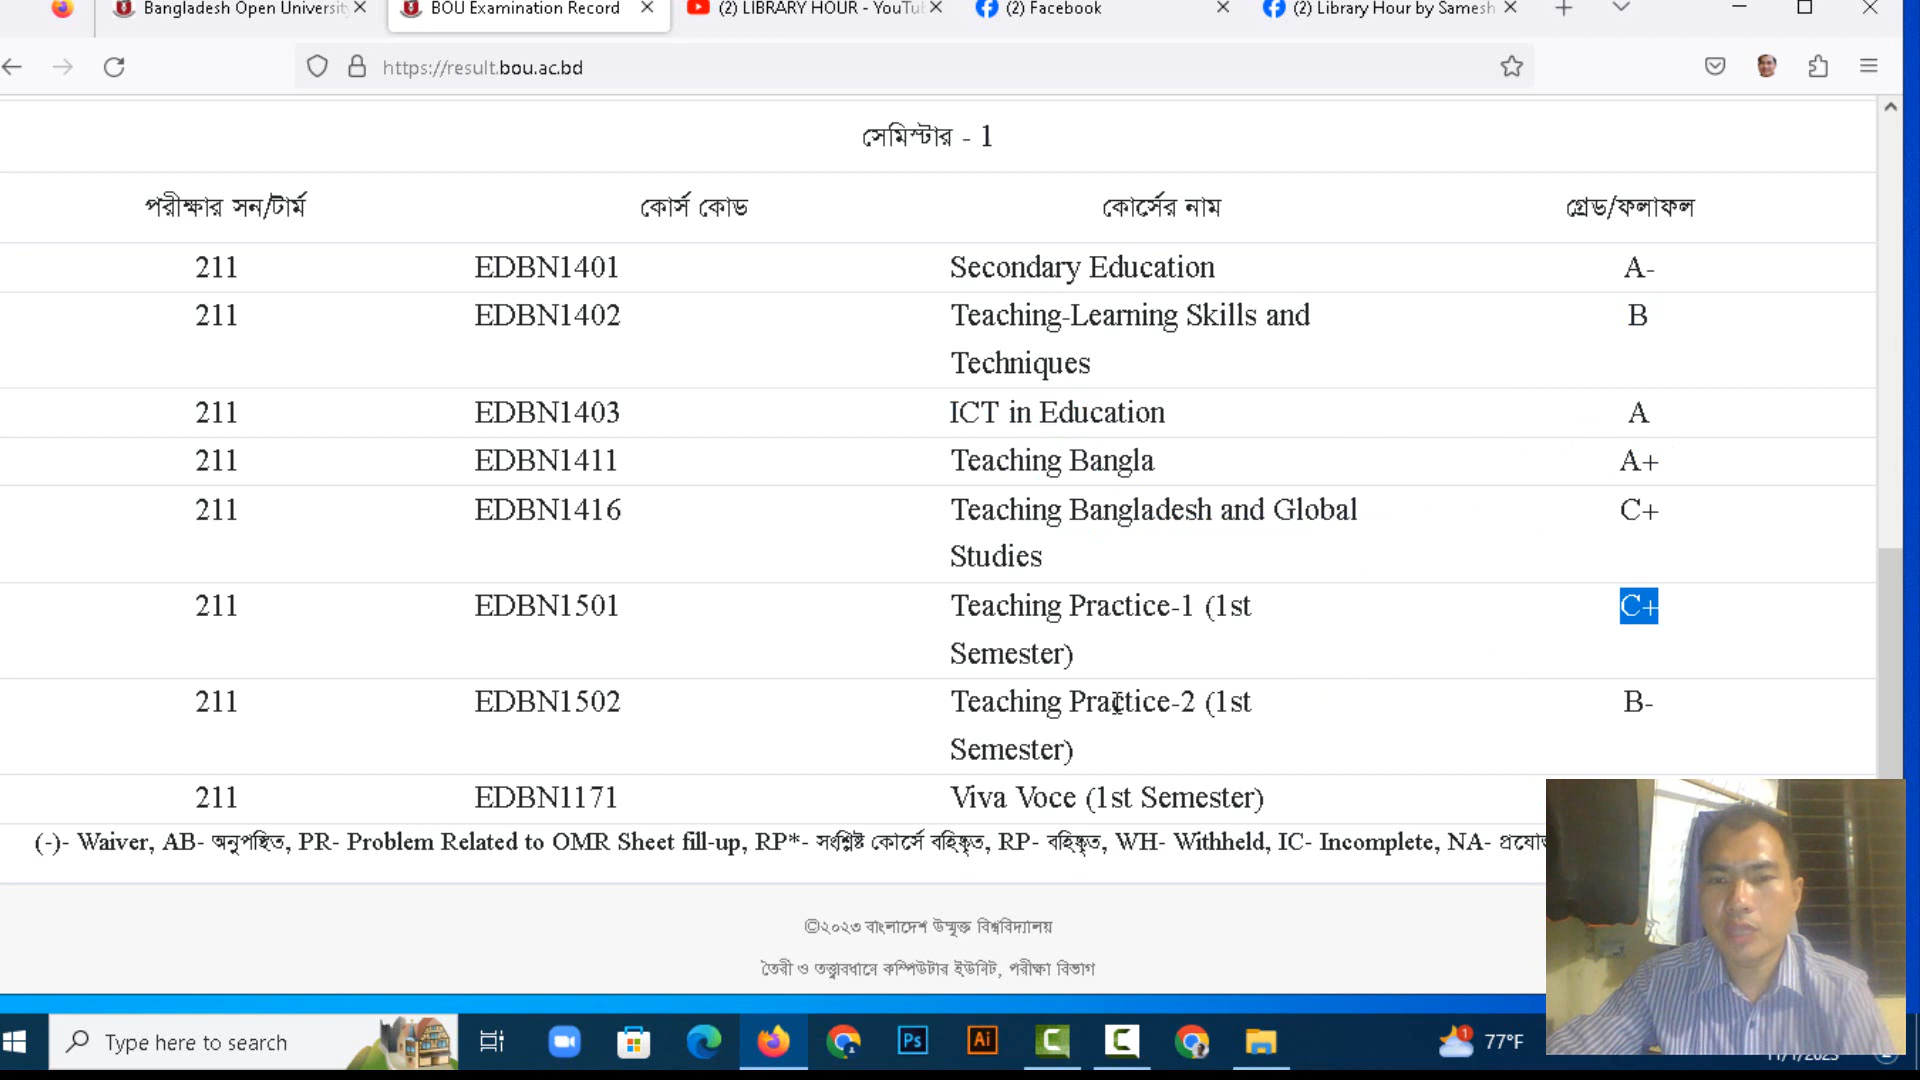 Bangladesh Open University
BOU Examination Record
(2) LIBRARY HOUR - YouTu
(2) Facebook
(2) Library Hour by Samesh
https://result.bou.ac.bd
সেমিস্টার - 1
পরীক্ষার সন/টার্ম কোর্স কোড কোর্সের নাম গ্রেড/ফলাফল
211 EDBN1401 Secondary Education A-
211 EDBN1402 Teaching-Learning Skills and B
Techniques
211 EDBN1403 ICT in Education A
211 EDBN1411 Teaching Bangla A+
211 EDBN1416 Teaching Bangladesh and Global C+
Studies
211 EDBN1501 Teaching Practice-1 (1st C+
Semester)
211 EDBN1502 Teaching Practice-2 (1st B-
Semester)
211 EDBN1171 Viva Voce (1st Semester)
(-)- Waiver, AB- অনুপস্থিত, PR- Problem Related to OMR Sheet fill-up, RP*- সংশ্লিষ্ট কোর্সে বহিষ্কৃত, RP- বহিষ্কৃত, WH- Withheld, IC- Incomplete, NA-
©২০২৩ বাংলাদেশ উন্মুক্ত বিশ্ববিদ্যালয়
তৈরী ও তত্ত্বাবধানে কম্পিউটার ইউনিট, পরীক্ষা বিভাগ
Type here to search
Ps
Ai
1
77°F